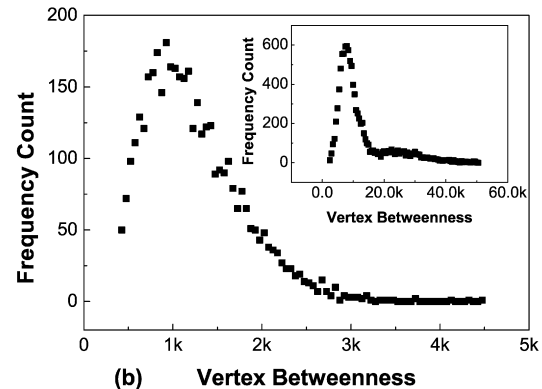 200
150
100
50
0
Frequency Count
0
1k
2k
3k
4k
5k
(b) Vertex Betweenness
600
400
200
0
Frequency Count
0.0
20.0k
40.0k
60.0k
Vertex Betweenness